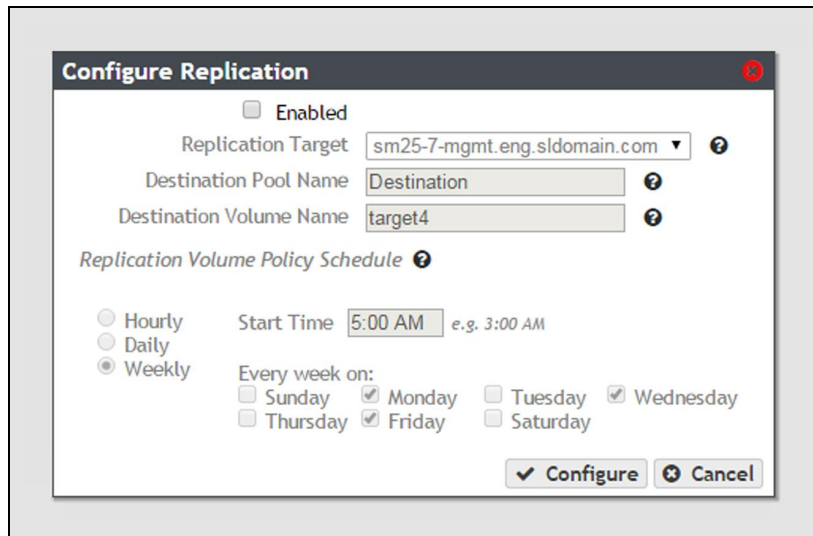 Configure Replication
Enabled
Replication Target sm25-7-mgmt.eng.sldomain.com
Destination Pool Name Destination
Destination Volume Name target4
Replication Volume Policy Schedule
Hourly Start Time 5:00 AM e.g. 3:00 AM
Daily
Weekly Every week on:
Sunday Monday Tuesday Wednesday
Thursday Friday Saturday
Configure Cancel